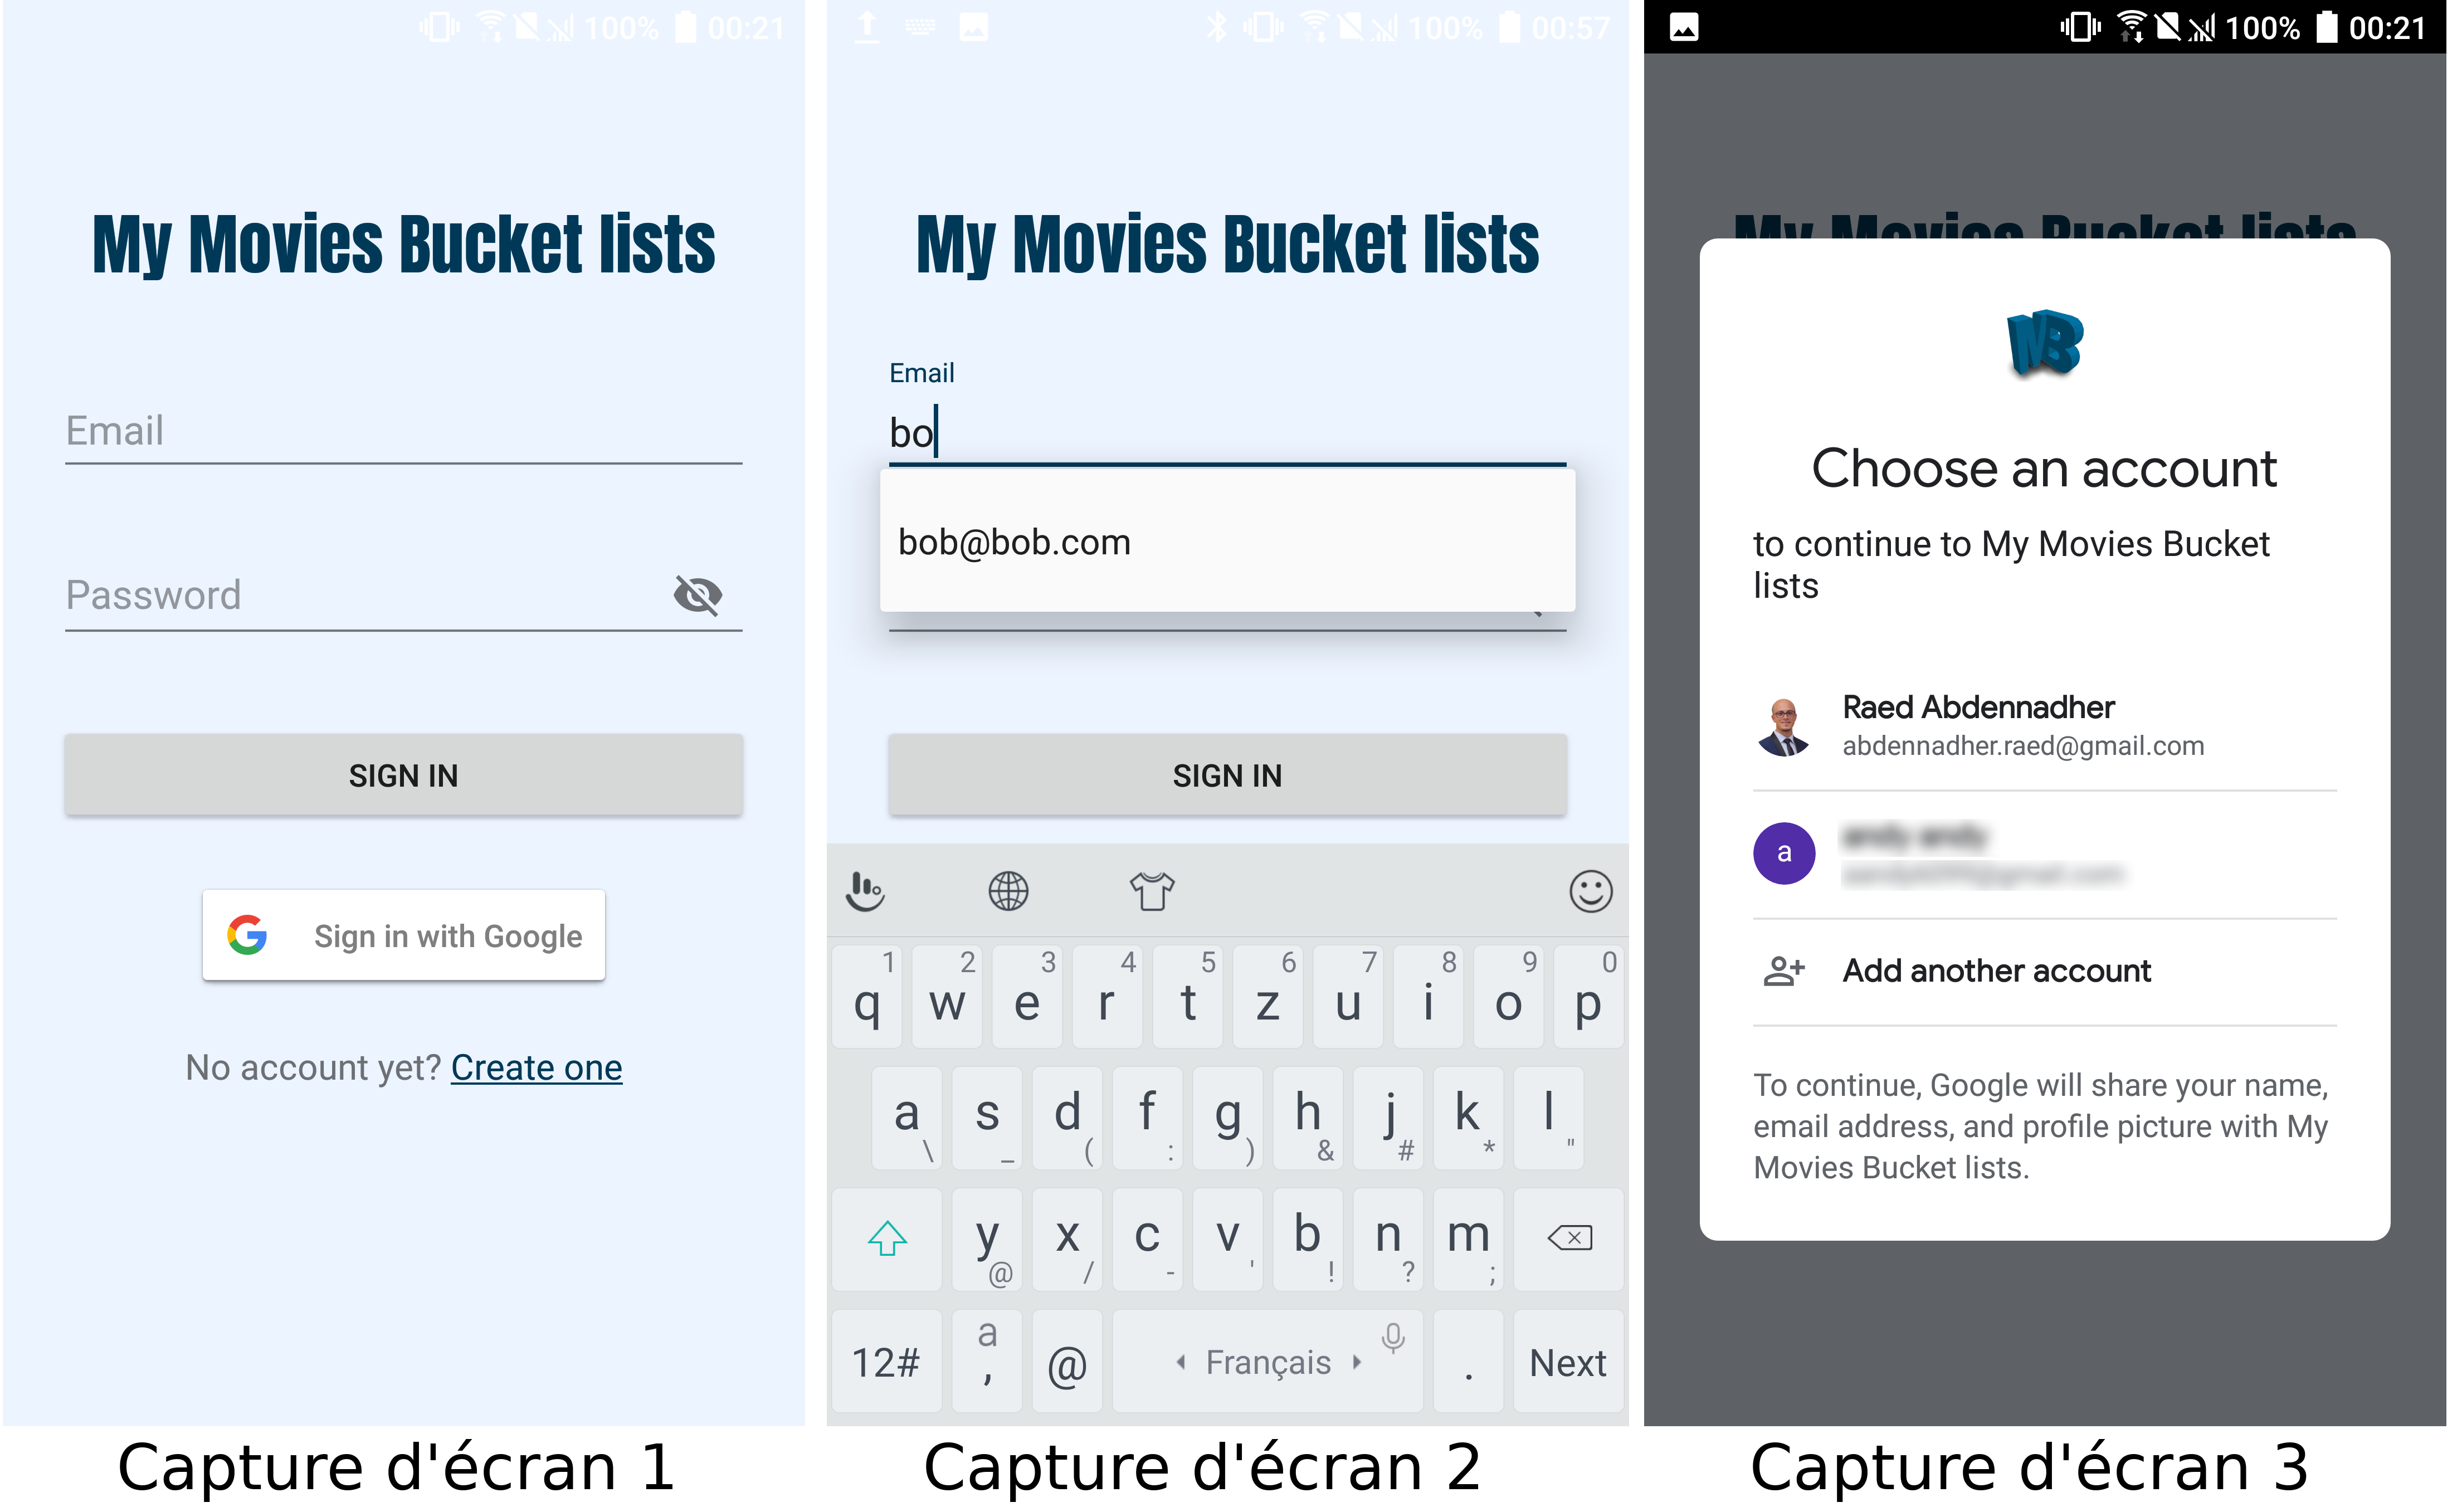 100% 00:21
My Movies Bucket lists
Email
Password
SIGN IN
G Sign in with Google
No account yet? Create one
Capture d'écran 1
100% 00:57
My Movies Bucket lists
Email
bo
bob@bob.com
SIGN IN
1 2 3 4 5 6 7 8 9 0
q w e r t z u i o p
a s d f g h j k l
\ _ ( : ) & # * "
y x c v b n m
@ / - ' ! ? ;
12# a , @ Français . Next
Capture d'écran 2
100% 00:21
My Movies Bucket lists
MB
Choose an account
to continue to My Movies Bucket
lists
Raed Abdennadher
abdennadher.raed@gmail.com
a
Add another account
To continue, Google will share your name,
email address, and profile picture with My
Movies Bucket lists.
Capture d'écran 3